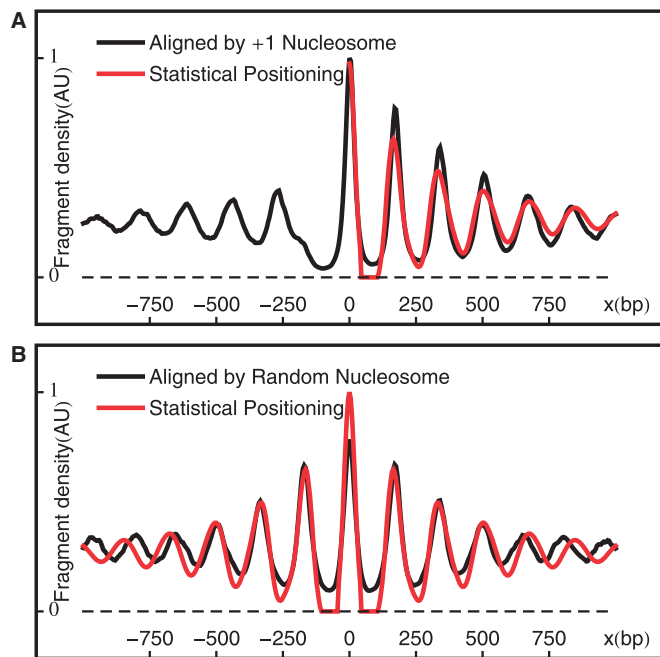 A
Aligned by +1 Nucleosome
Statistical Positioning
Fragment density(AU)
1
0
−750 −500 −250 0 250 500 750 x(bp)
B
Aligned by Random Nucleosome
Statistical Positioning
Fragment density(AU)
1
0
−750 −500 −250 0 250 500 750 x(bp)